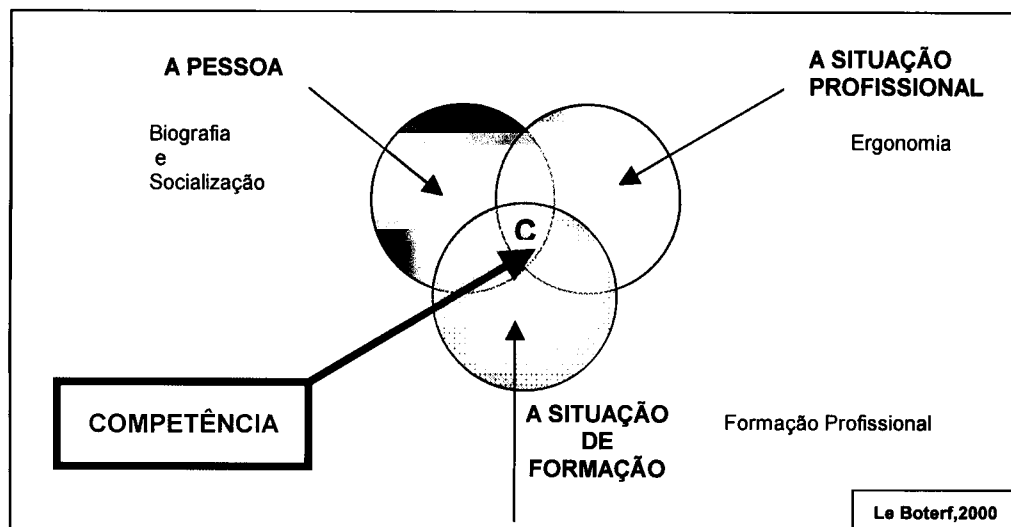 A PESSOA
A SITUAÇÃO
PROFISSIONAL
Biografia
e
Socialização
Ergonomia
C
COMPETÊNCIA
A SITUAÇÃO
DE
FORMAÇÃO
Formação Profissional
Le Boterf,2000